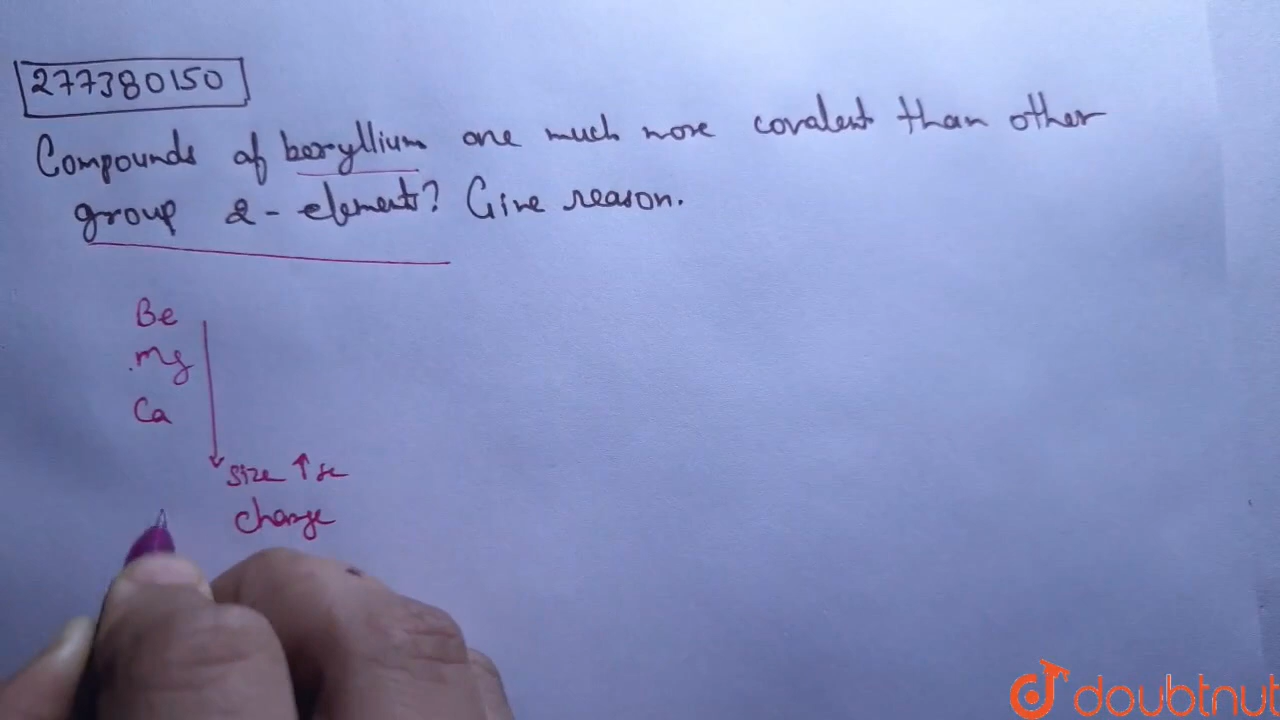 277380150
Compounds of beryllium are much more covalent than other
group 2 - element? Give reason.
Be
Mg
Ca
size ↑ se
charge
doubtnut